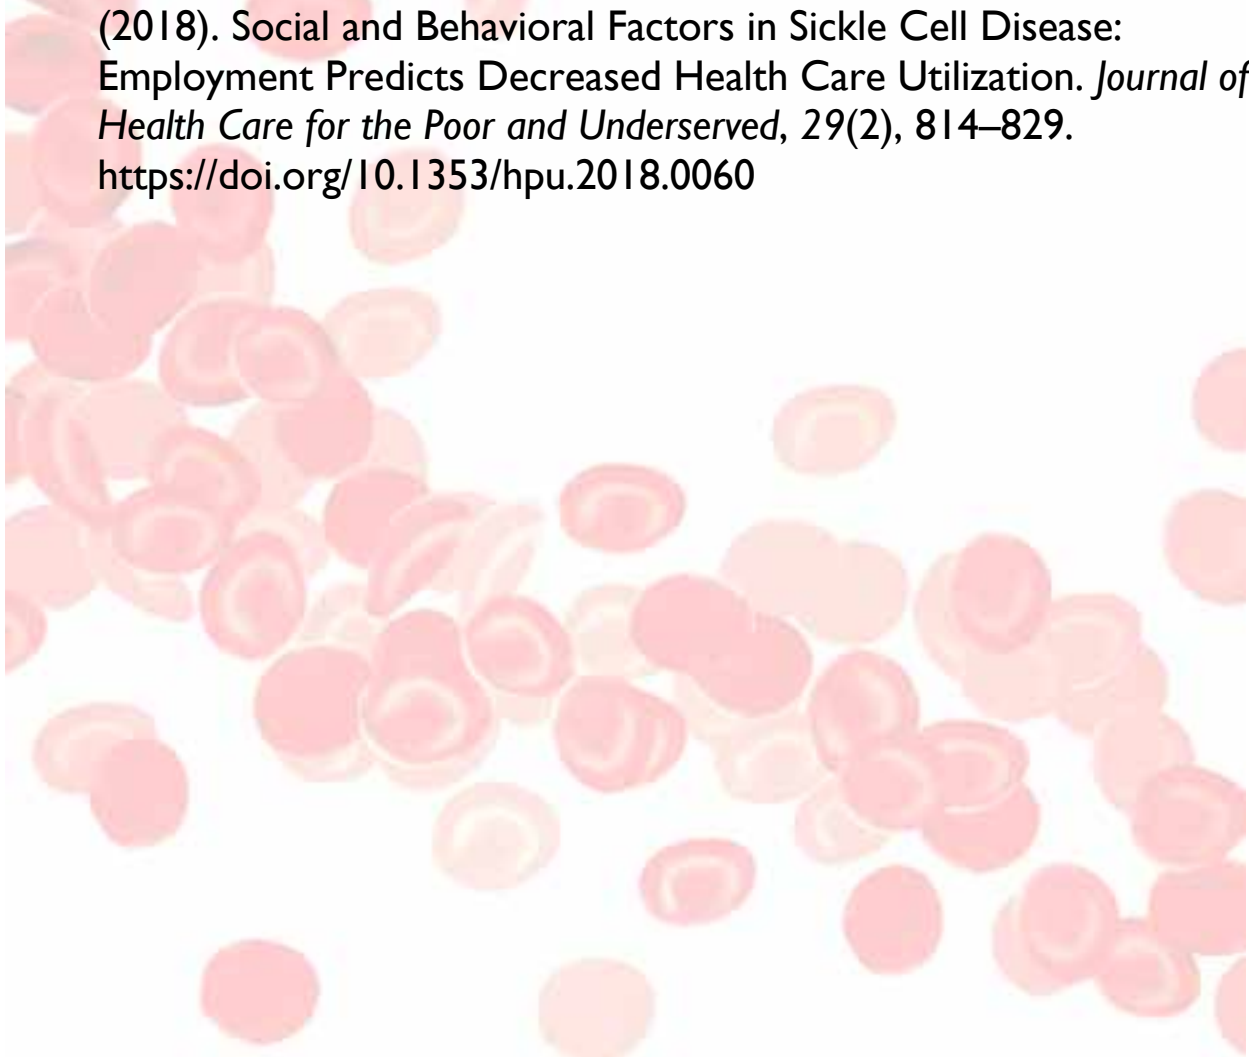 (2018). Social and Behavioral Factors in Sickle Cell Disease:
Employment Predicts Decreased Health Care Utilization. Journal of
Health Care for the Poor and Underserved, 29(2), 814–829.
https://doi.org/10.1353/hpu.2018.0060